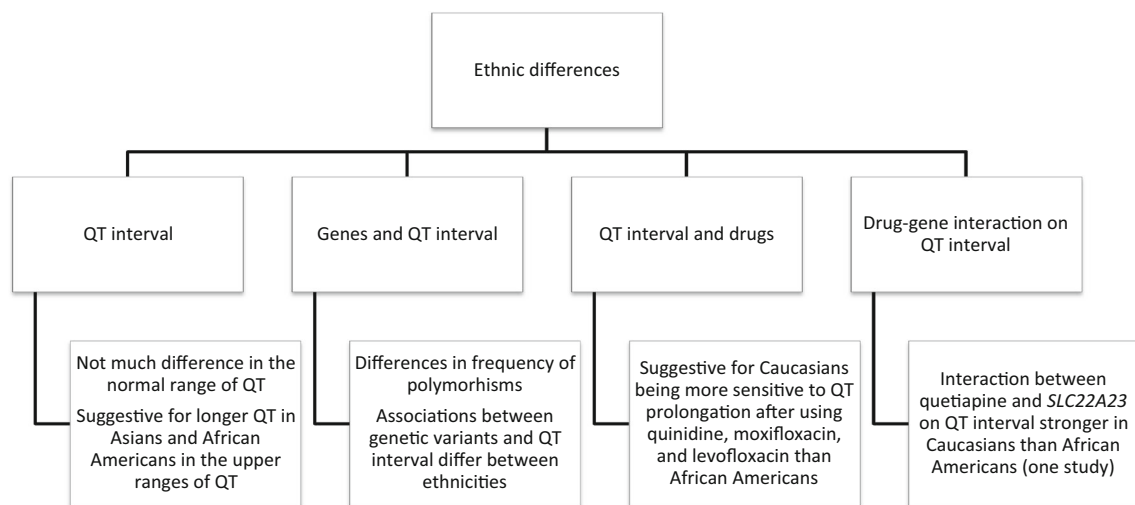 Ethnic differences
QT interval
Genes and QT interval
QT interval and drugs
Drug-gene interaction on
QT interval
Not much difference in the
normal range of QT
Suggestive for longer QT in
Asians and African
Americans in the upper
ranges of QT
Differences in frequency of
polymorhisms
Associations between
genetic variants and QT
interval differ between
ethnicities
Suggestive for Caucasians
being more sensitive to QT
prolongation after using
quinidine, moxifloxacin,
and levofloxacin than
African Americans
Interaction between
quetiapine and SLC22A23
on QT interval stronger in
Caucasians than African
Americans (one study)